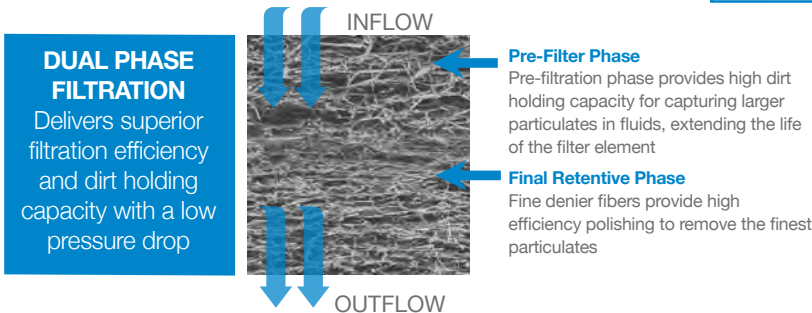 INFLOW
DUAL PHASE
FILTRATION
Delivers superior
filtration efficiency
and dirt holding
capacity with a low
pressure drop
Pre-Filter Phase
Pre-filtration phase provides high dirt
holding capacity for capturing larger
particulates in fluids, extending the life
of the filter element
Final Retentive Phase
Fine denier fibers provide high
efficiency polishing to remove the finest
particulates
OUTFLOW